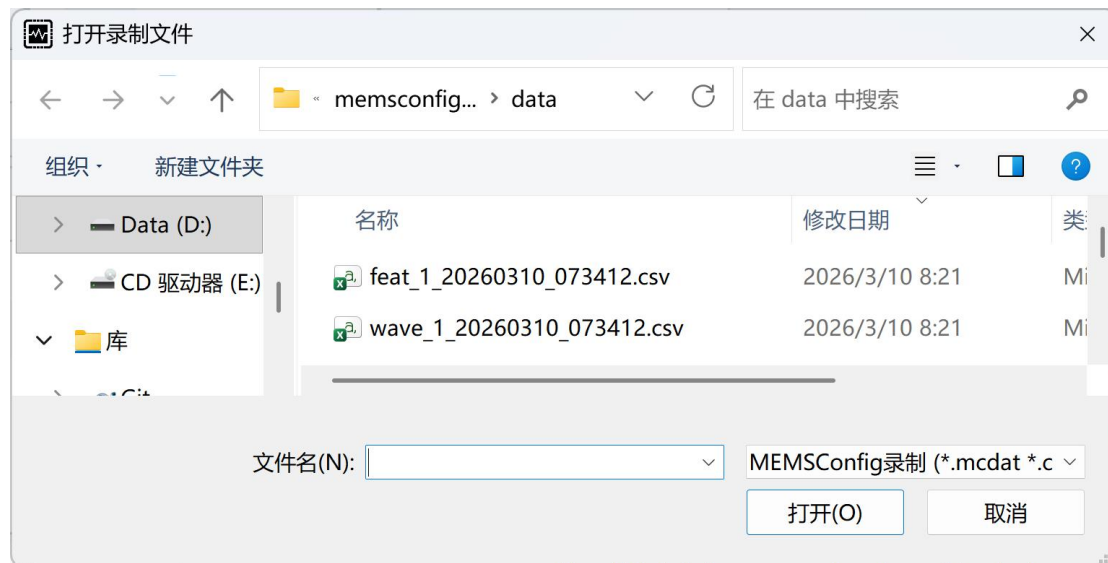 打开录制文件
« memsconfig... › data
在 data 中搜索
组织
新建文件夹
Data (D:)
CD 驱动器 (E:)
库
名称
修改日期
feat_1_20260310_073412.csv
2026/3/10 8:21
Mi
wave_1_20260310_073412.csv
2026/3/10 8:21
Mi
文件名(N):
MEMSConfig录制 (*.mcdat *.c
打开(O)
取消